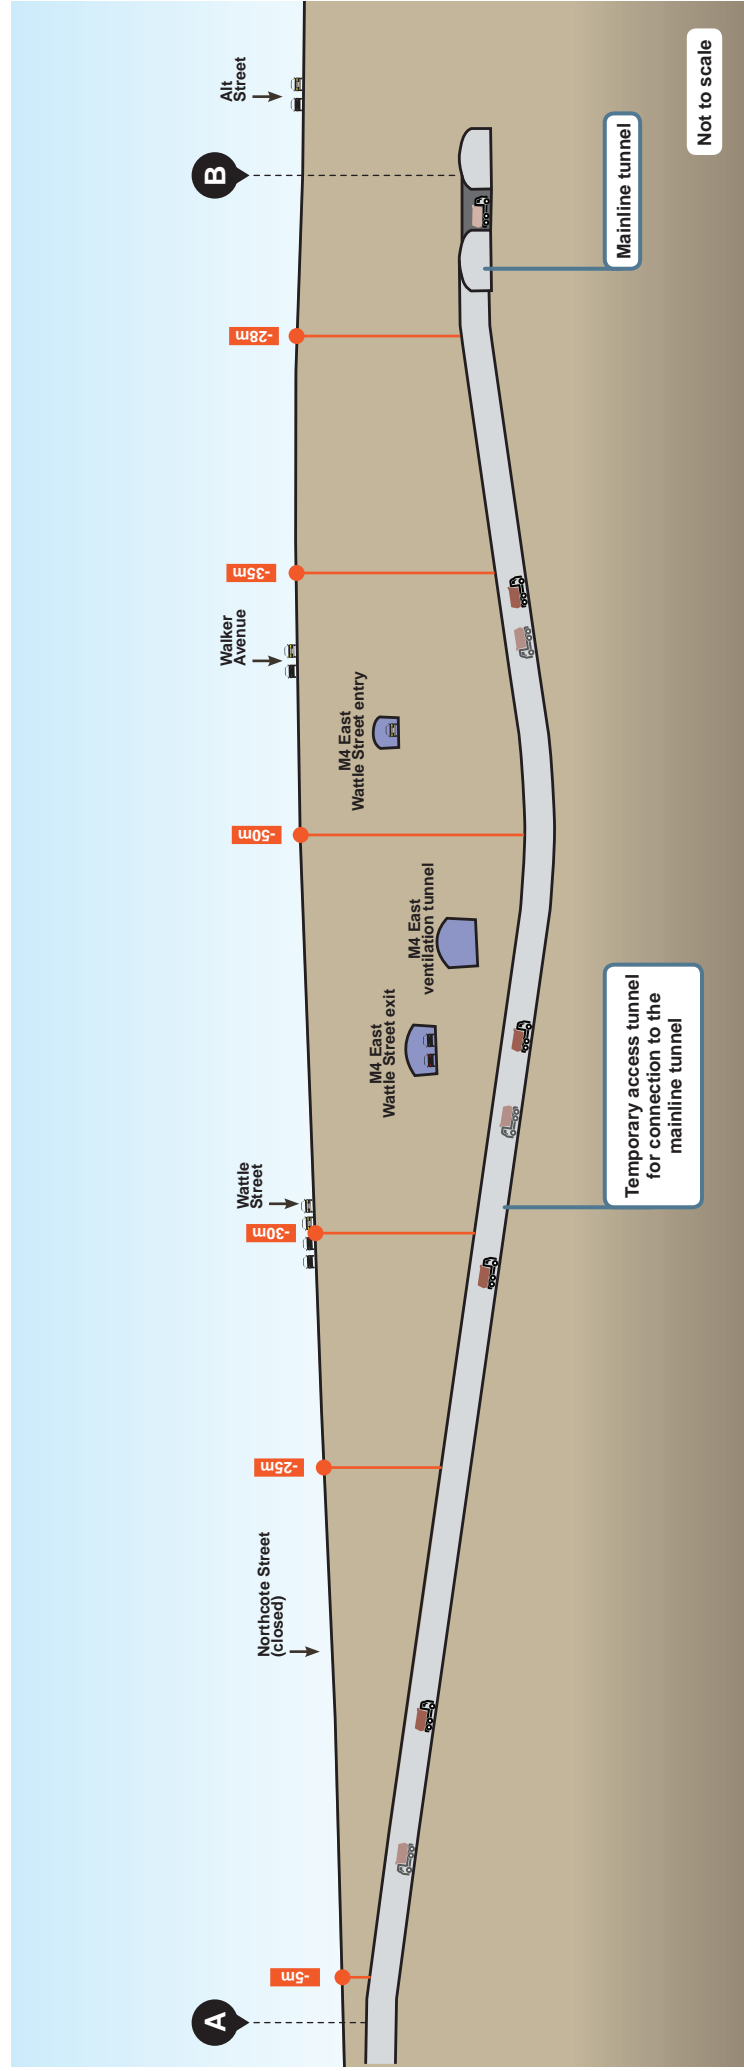 A
B
-5m
Northcote Street
(closed)
-25m
-30m
Wattle
Street
-50m
Walker
Avenue
-35m
-28m
Alt
Street
M4 East
Wattle Street exit
M4 East
ventilation tunnel
M4 East
Wattle Street entry
Temporary access tunnel
for connection to the
mainline tunnel
Mainline tunnel
Not to scale